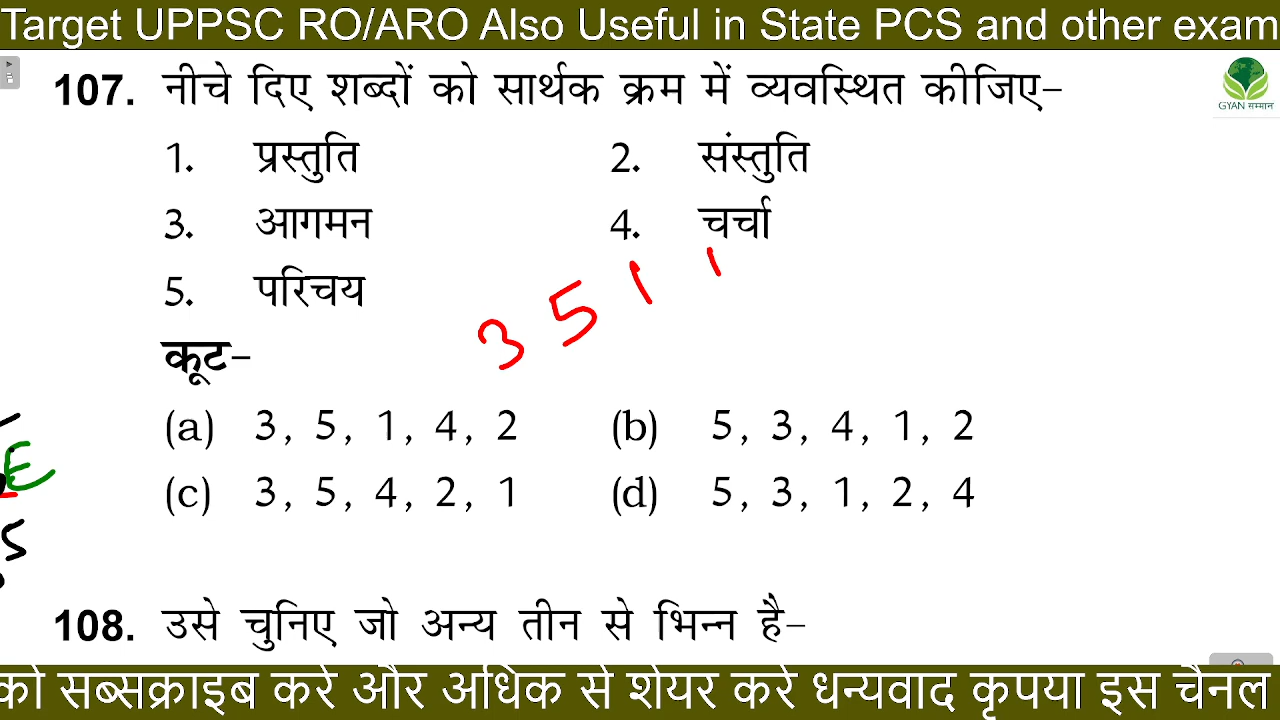 Target UPPSC RO/ARO Also Useful in State PCS and other exam
107. नीचे दिए शब्दों को सार्थक क्रम में व्यवस्थित कीजिए–
GYAN सम्मान
1. प्रस्तुति 2. संस्तुति
3. आगमन 4. चर्चा
5. परिचय
3 5 1
कूट–
(a) 3, 5, 1, 4, 2 (b) 5, 3, 4, 1, 2
(c) 3, 5, 4, 2, 1 (d) 5, 3, 1, 2, 4
108. उसे चुनिए जो अन्य तीन से भिन्न है–
को सब्सक्राइब करे और अधिक से शेयर करे धन्यवाद कृपया इस चैनल